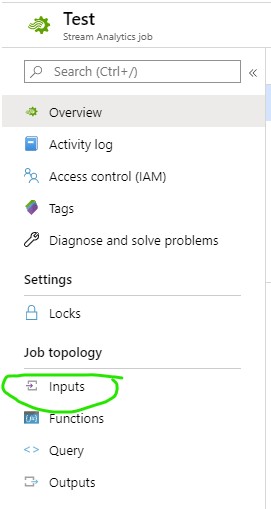 Test
Stream Analytics job
Search (Ctrl+/)
«
Overview
Activity log
Access control (IAM)
Tags
Diagnose and solve problems
Settings
Locks
Job topology
Inputs
Functions
<> Query
Outputs